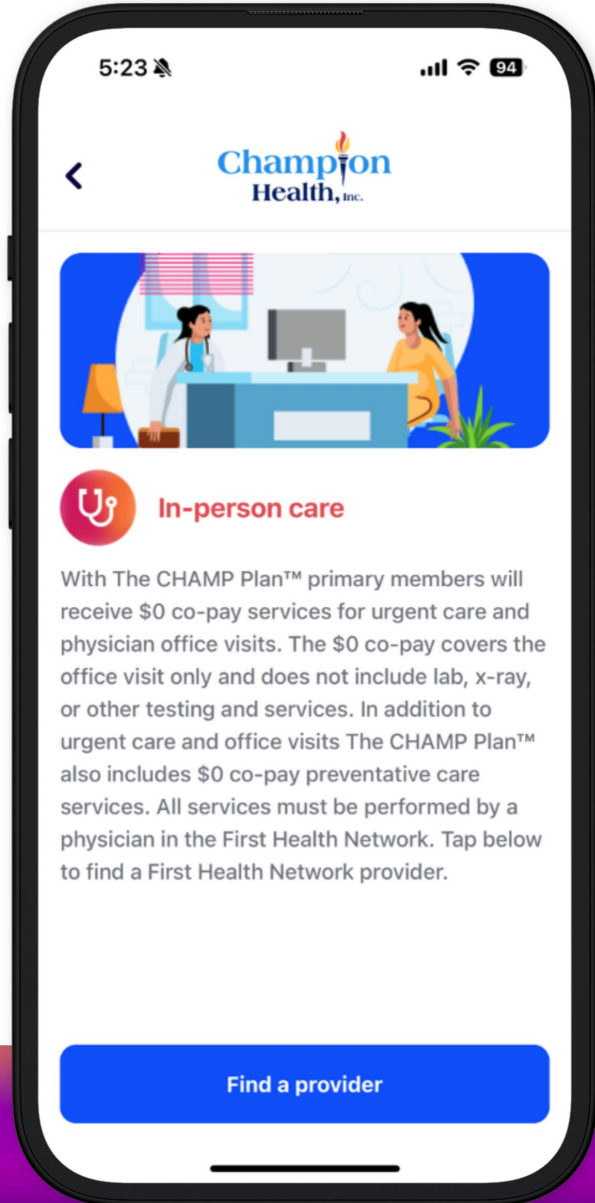 5:23
94
Champion
Health, Inc.
In-person care
With The CHAMP Plan™ primary members will
receive $0 co-pay services for urgent care and
physician office visits. The $0 co-pay covers the
office visit only and does not include lab, x-ray,
or other testing and services. In addition to
urgent care and office visits The CHAMP Plan™
also includes $0 co-pay preventative care
services. All services must be performed by a
physician in the First Health Network. Tap below
to find a First Health Network provider.
Find a provider